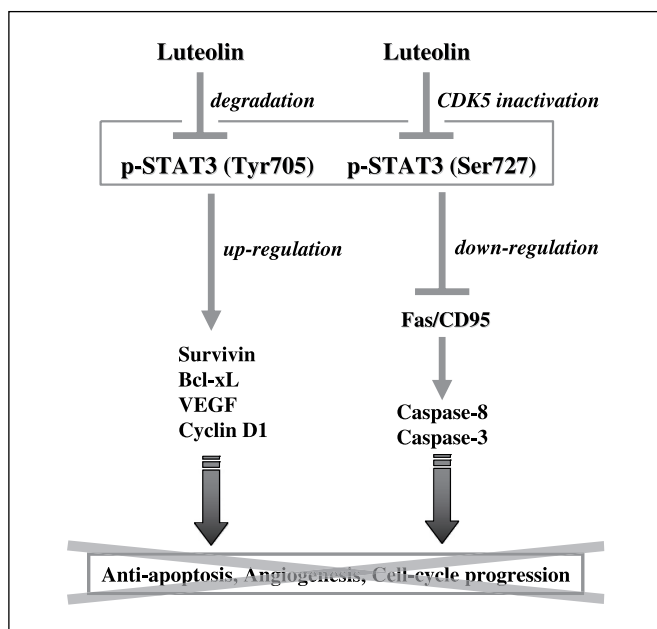 Luteolin Luteolin
degradation CDK5 inactivation
p-STAT3 (Tyr705) p-STAT3 (Ser727)
up-regulation down-regulation
Fas/CD95
Survivin
Bcl-xL
VEGF
Cyclin D1
Caspase-8
Caspase-3
Anti-apoptosis, Angiogenesis, Cell-cycle progression